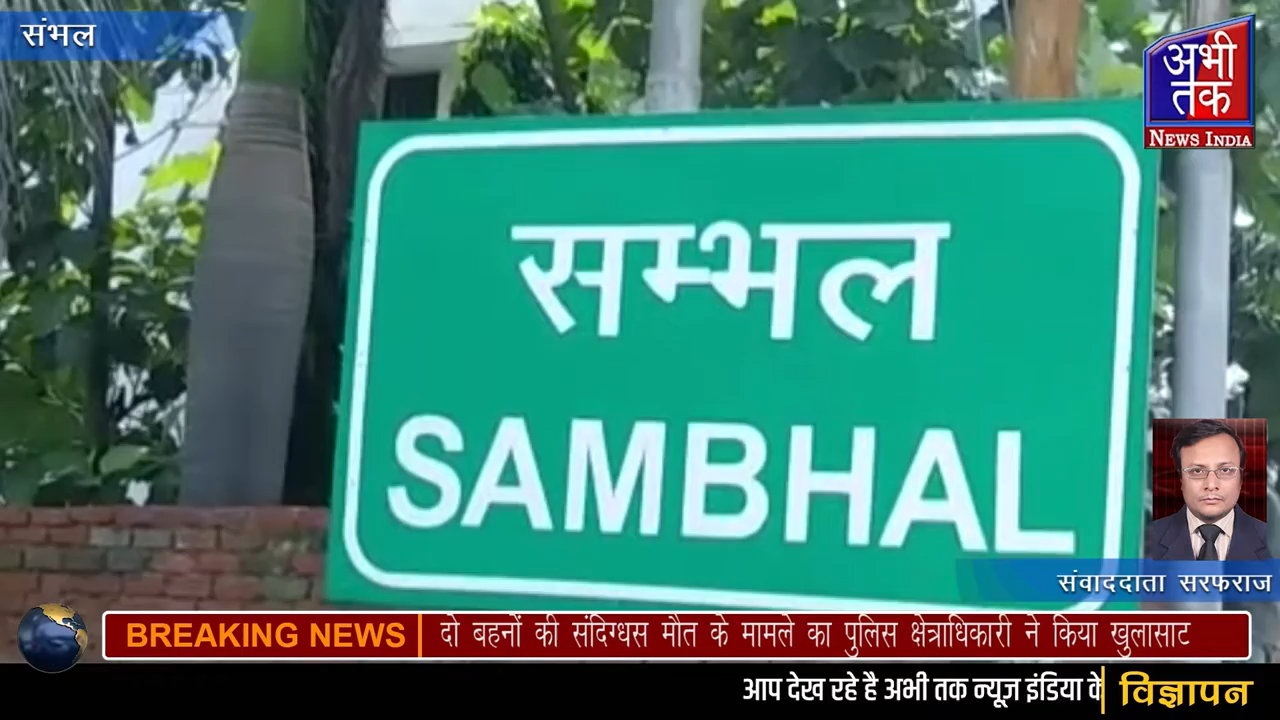 संभल
अभी
तक
NEWS INDIA
सम्भल
SAMBHAL
संवाददाता सरफराज
BREAKING NEWS दो बहनों की संदिग्धस मौत के मामले का पुलिस क्षेत्राधिकारी ने किया खुलासाट
आप देख रहे है अभी तक न्यूज़ इंडिया के विज्ञापन